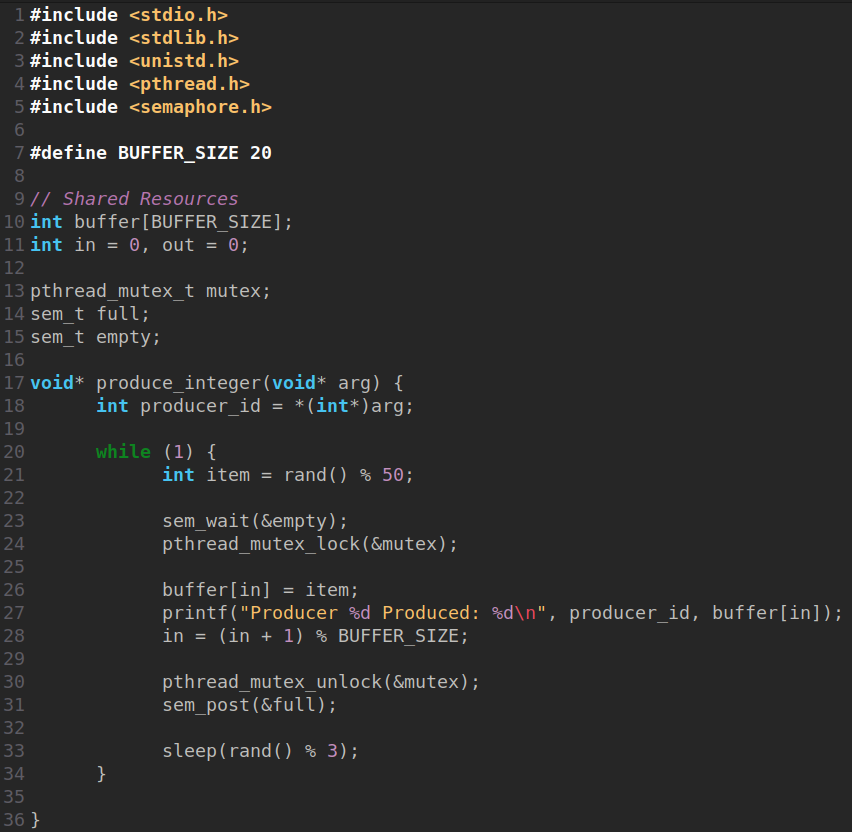 1 #include <stdio.h>
2 #include <stdlib.h>
3 #include <unistd.h>
4 #include <pthread.h>
5 #include <semaphore.h>
6
7 #define BUFFER_SIZE 20
8
9 // Shared Resources
10 int buffer[BUFFER_SIZE];
11 int in = 0, out = 0;
12
13 pthread_mutex_t mutex;
14 sem_t full;
15 sem_t empty;
16
17 void* produce_integer(void* arg) {
18       int producer_id = *(int*)arg;
19
20       while (1) {
21             int item = rand() % 50;
22
23             sem_wait(&empty);
24             pthread_mutex_lock(&mutex);
25
26             buffer[in] = item;
27             printf("Producer %d Produced: %d\n", producer_id, buffer[in]);
28             in = (in + 1) % BUFFER_SIZE;
29
30             pthread_mutex_unlock(&mutex);
31             sem_post(&full);
32
33             sleep(rand() % 3);
34       }
35
36 }